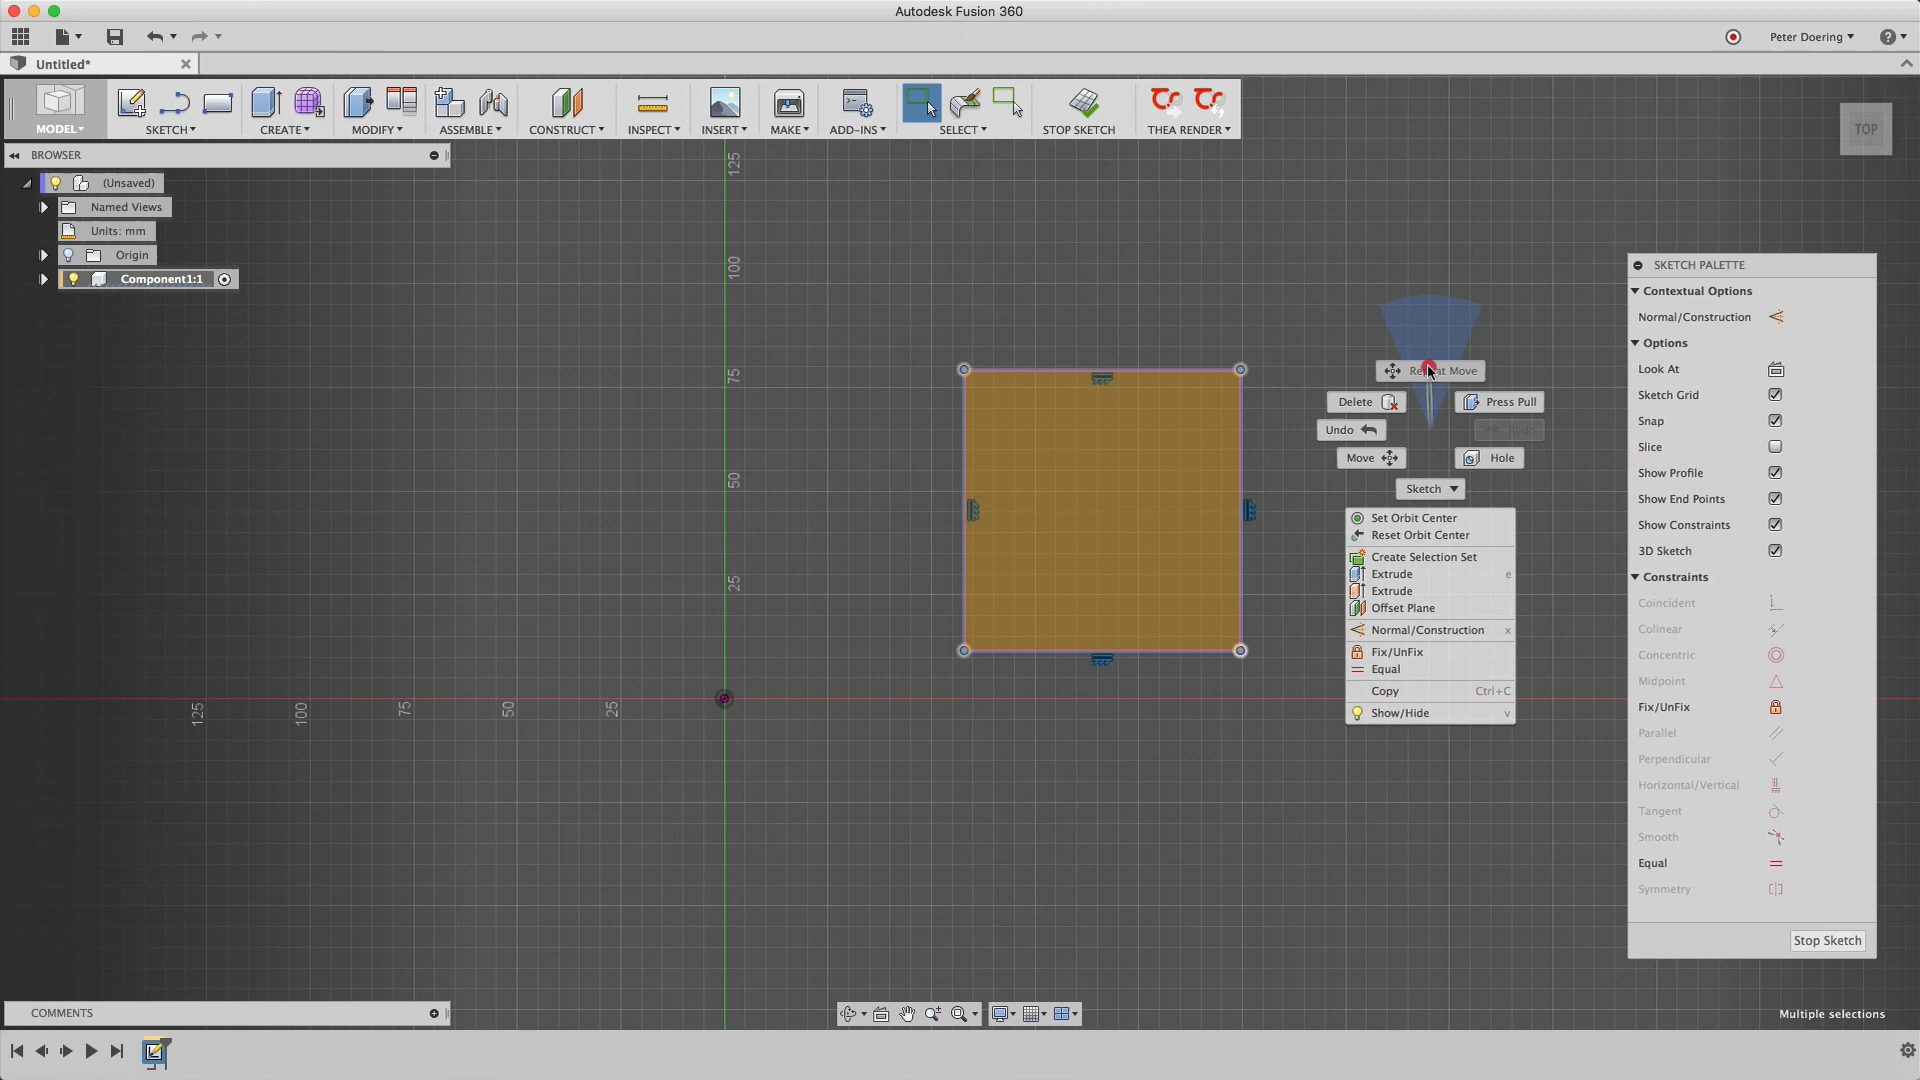 Autodesk Fusion 360
Peter Doering
Untitled*
MODEL
SKETCH
CREATE
MODIFY
ASSEMBLE
CONSTRUCT
INSPECT
INSERT
MAKE
ADD-INS
SELECT
STOP SKETCH
THEA RENDER
TOP
BROWSER
(Unsaved)
Named Views
Units: mm
Origin
Component1:1
125
100
75
50
25
125
100
75
50
25
Move
Delete
Press Pull
Undo
Move
Hole
Sketch
Set Orbit Center
Reset Orbit Center
Create Selection Set
Extrude e
Extrude
Offset Plane
Normal/Construction x
Fix/UnFix
Equal
Copy Ctrl+C
Show/Hide v
SKETCH PALETTE
Contextual Options
Normal/Construction
Options
Look At
Sketch Grid
Snap
Slice
Show Profile
Show End Points
Show Constraints
3D Sketch
Constraints
Coincident
Colinear
Concentric
Midpoint
Fix/UnFix
Parallel
Perpendicular
Horizontal/Vertical
Tangent
Smooth
Equal
Symmetry
Stop Sketch
COMMENTS
Multiple selections